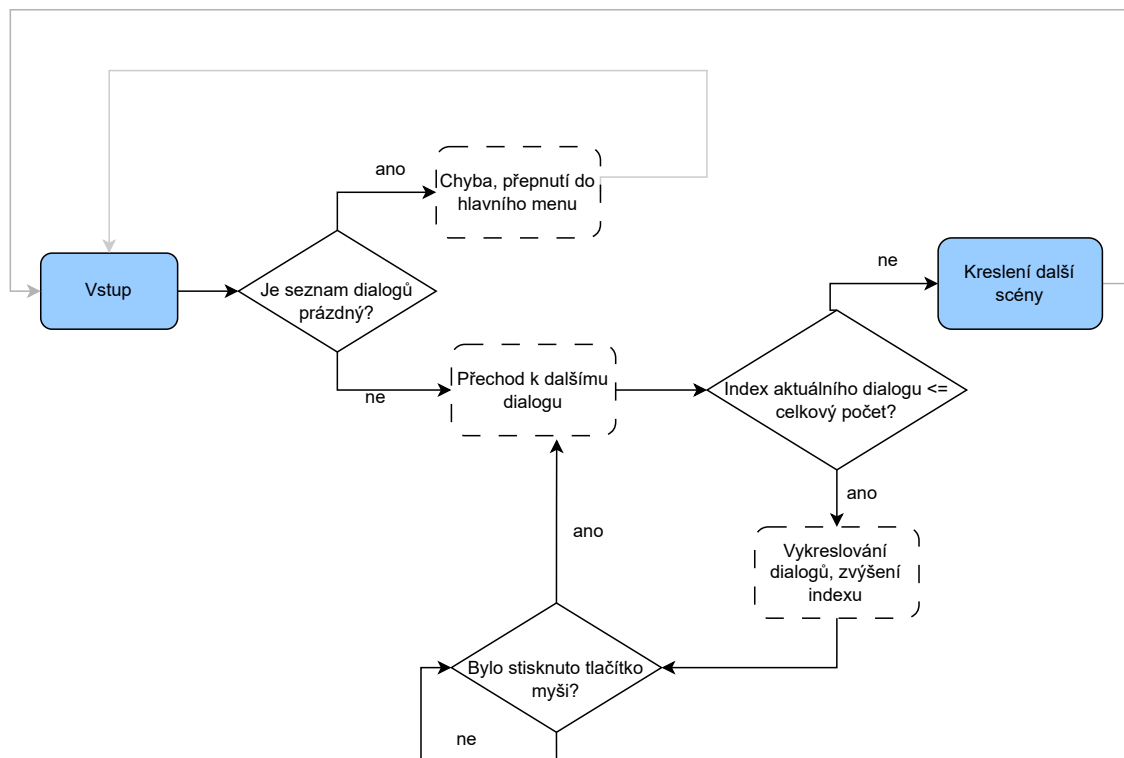 ano
Chyba, přepnutí do
hlavního menu
Vstup
Je seznam dialogů
prázdný?
ne
Kreslení další
scény
Přechod k dalšímu
dialogu
ne
Index aktuálního dialogu <=
celkový počet?
ano
Vykreslování
dialogů, zvýšení
indexu
ano
Bylo stisknuto tlačítko
myši?
ne